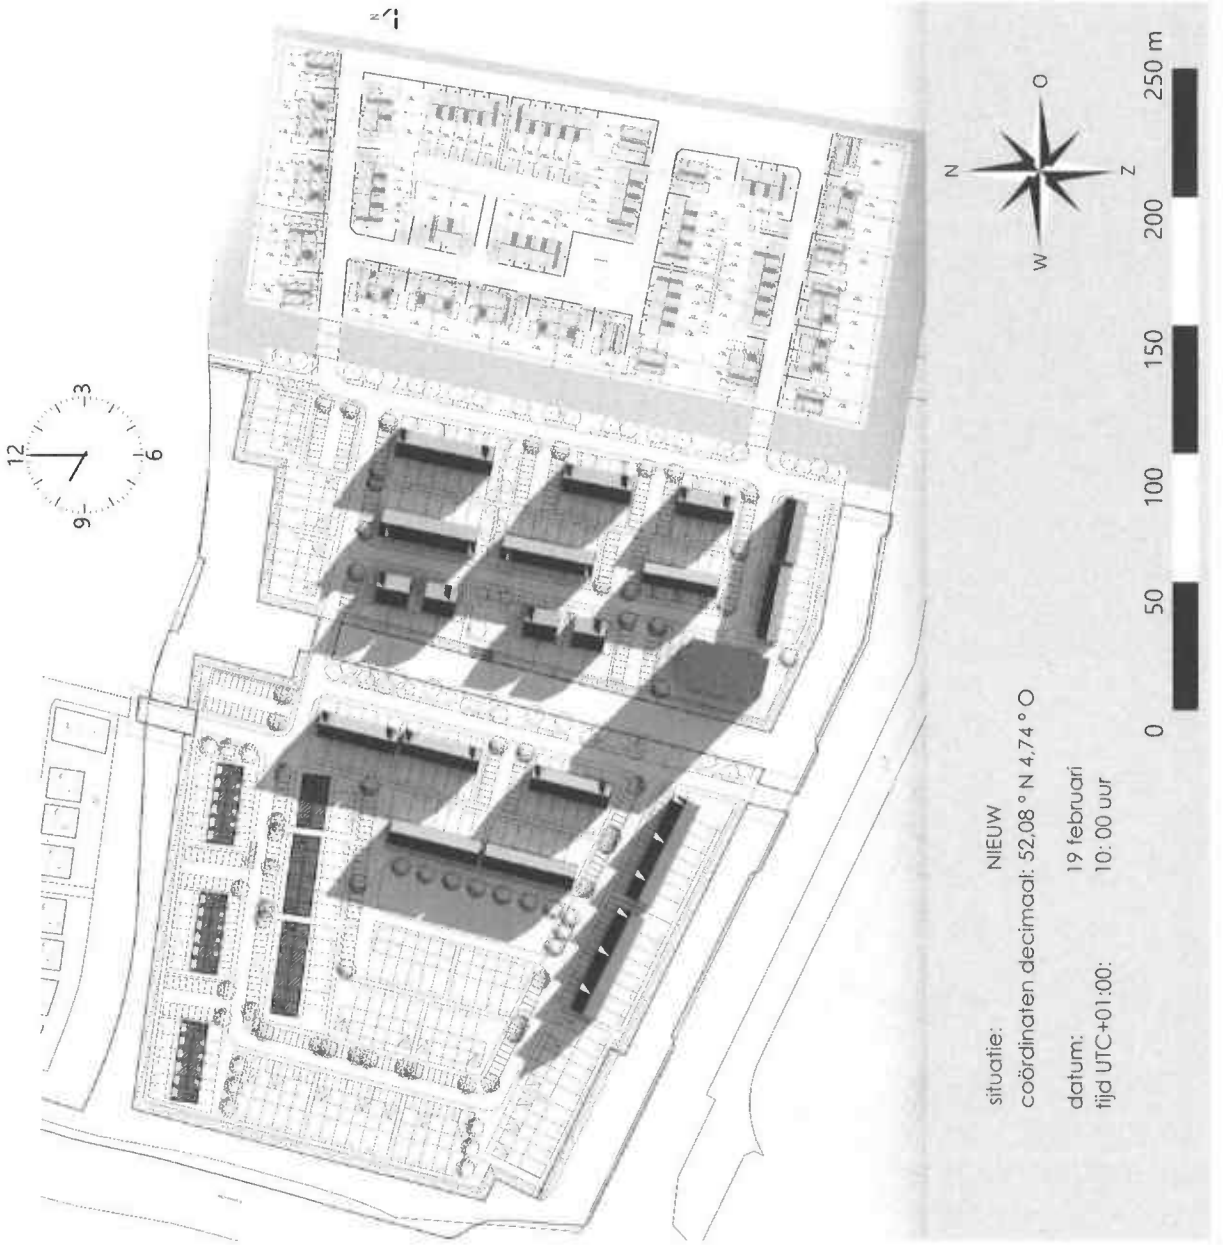 N
12
3
6
9
N
O
Z
W
situatie: NIEUW
coördinaten decimaal: 52,08 ° N 4,74 ° O
datum: 19 februari
tijd UTC+01:00: 10: 00 uur
0 50 100 150 200 250 m